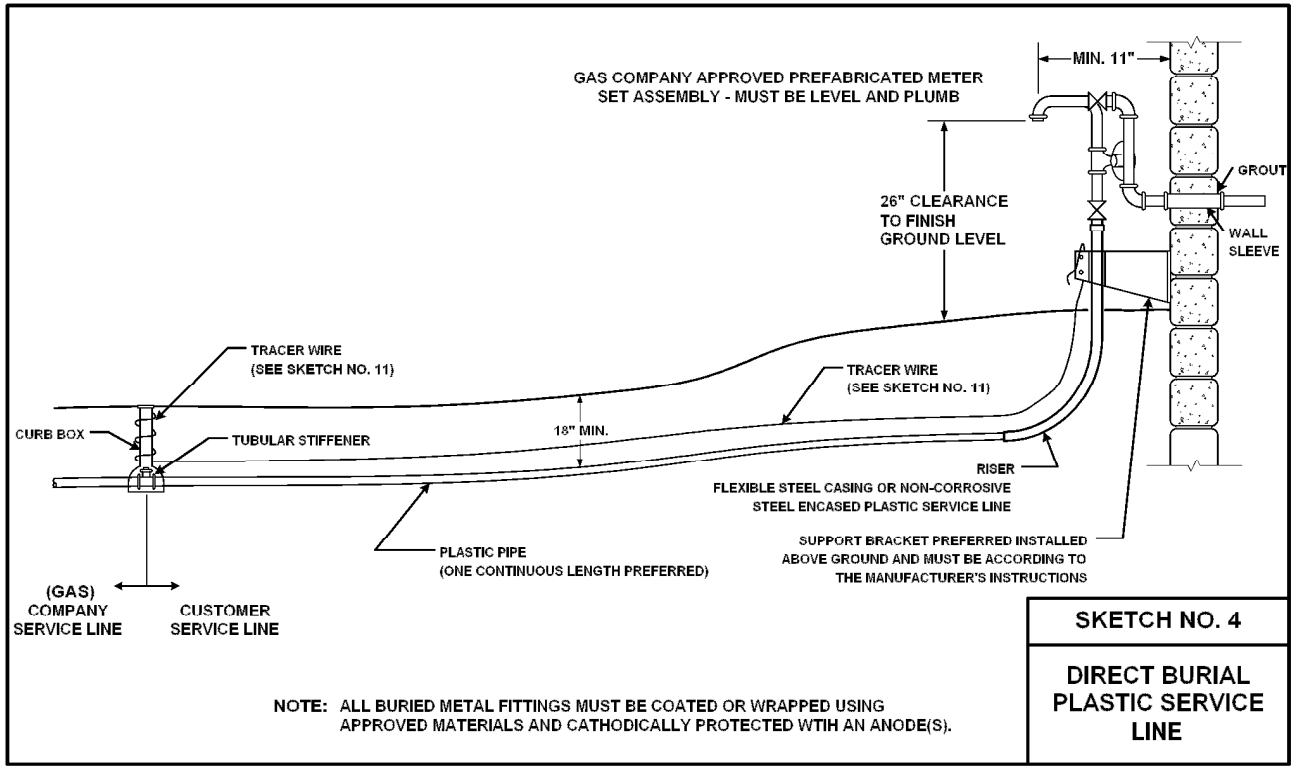 MIN. 11"
GAS COMPANY APPROVED PREFABRICATED METER
SET ASSEMBLY - MUST BE LEVEL AND PLUMB
GROUT
26" CLEARANCE
TO FINISH
GROUND LEVEL
WALL
SLEEVE
TRACER WIRE
(SEE SKETCH NO. 11)
TRACER WIRE
(SEE SKETCH NO. 11)
CURB BOX
TUBULAR STIFFENER
18" MIN.
RISER
FLEXIBLE STEEL CASING OR NON-CORROSIVE
STEEL ENCASED PLASTIC SERVICE LINE
PLASTIC PIPE
(ONE CONTINUOUS LENGTH PREFERRED)
SUPPORT BRACKET PREFERRED INSTALLED
ABOVE GROUND AND MUST BE ACCORDING TO
THE MANUFACTURER'S INSTRUCTIONS
(GAS)
COMPANY
SERVICE LINE
CUSTOMER
SERVICE LINE
NOTE: ALL BURIED METAL FITTINGS MUST BE COATED OR WRAPPED USING
APPROVED MATERIALS AND CATHODICALLY PROTECTED WTIH AN ANODE(S).
SKETCH NO. 4
DIRECT BURIAL
PLASTIC SERVICE
LINE